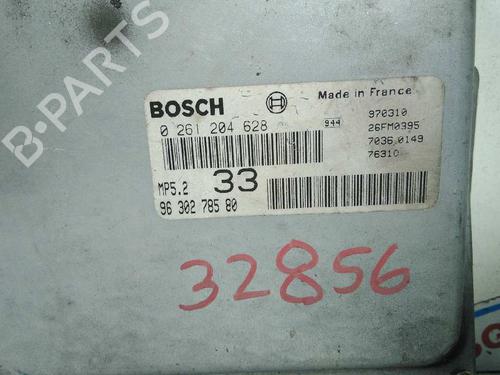 B-PARTS
BOSCH
Made in France
0 261 204 628
944
970310
26FM0395
7036 0149
7631C
MP5.2
33
96 302 785 80
32856